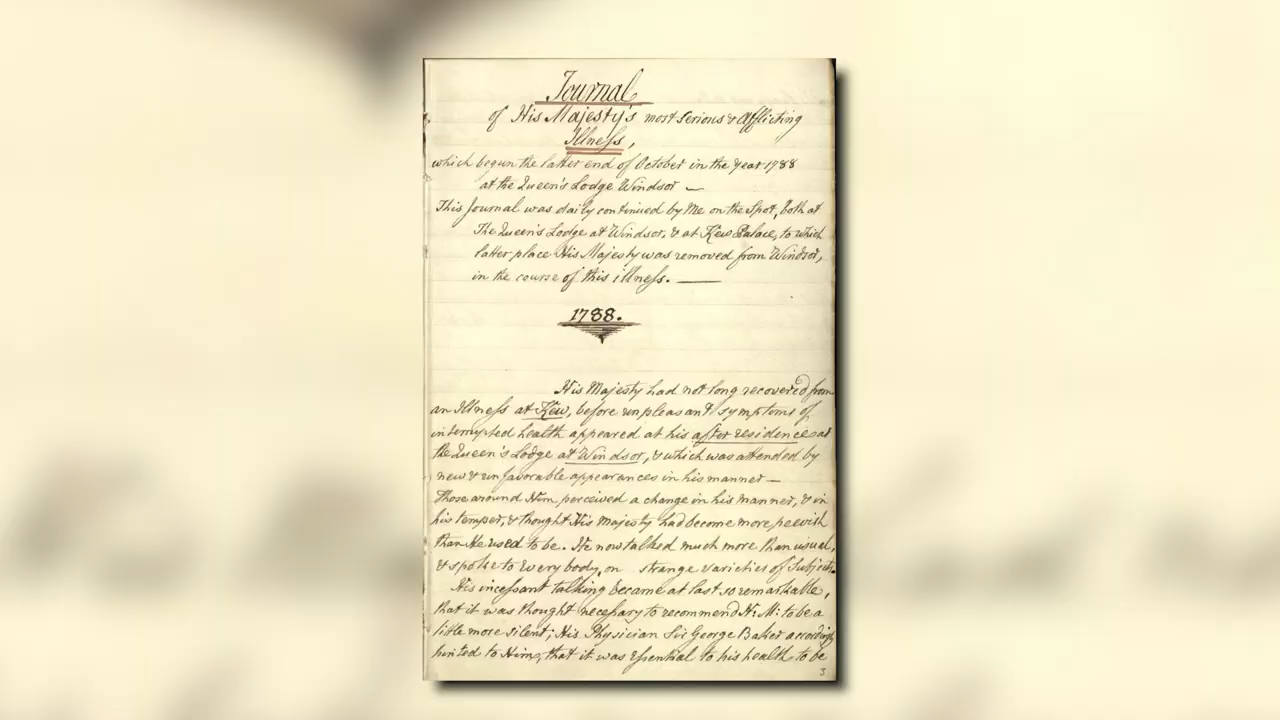 Journal
of His Majesty's most serious & Afflicting
Illness,
which begun the latter end of October in the Year 1788
at the Queen's Lodge Windsor —
This Journal was daily continued by Me on the Spot, both at
The Queen's Lodge at Windsor, & at Kew Palace, to which
latter place His Majesty was removed from Windsor,
in the course of this illness. —
1788.
His Majesty had not long recovered from
an Illness at Kew, before unpleasant symptoms of
interrupted health appeared at his after residence at
the Queen's Lodge at Windsor, & which was attended by
new & unfavorable appearances in his manner —
Those around Him, perceived a change in his manner, & in
his temper, & thought His Majesty had become more peevish
than He used to be. He now talked much more than usual,
& spoke to every body, on strange varieties of Subjects.
His incessant talking became at last so remarkable,
that it was thought necessary to recommend H: M: to be a
little more silent; His Physician Sir George Baker accordingly
hinted to Him, that it was essential to his health to be
3